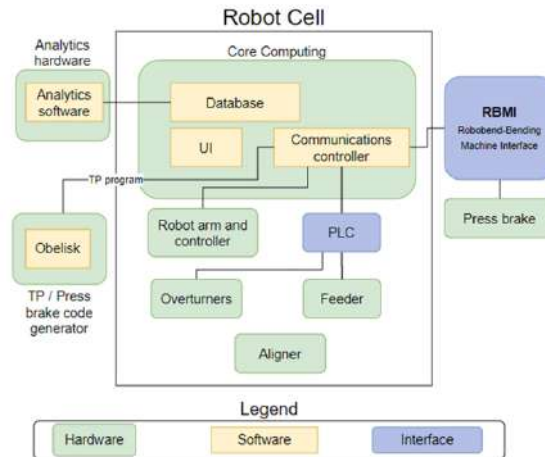 Robot Cell
Analytics
hardware
Core Computing
Analytics
software
Database
UI
Communications
controller
RBMI
Robobend-Bending
Machine Interface
TP program
Robot arm and
controller
PLC
Press brake
Obelisk
TP / Press
brake code
generator
Overturners
Feeder
Aligner
Legend
Hardware
Software
Interface